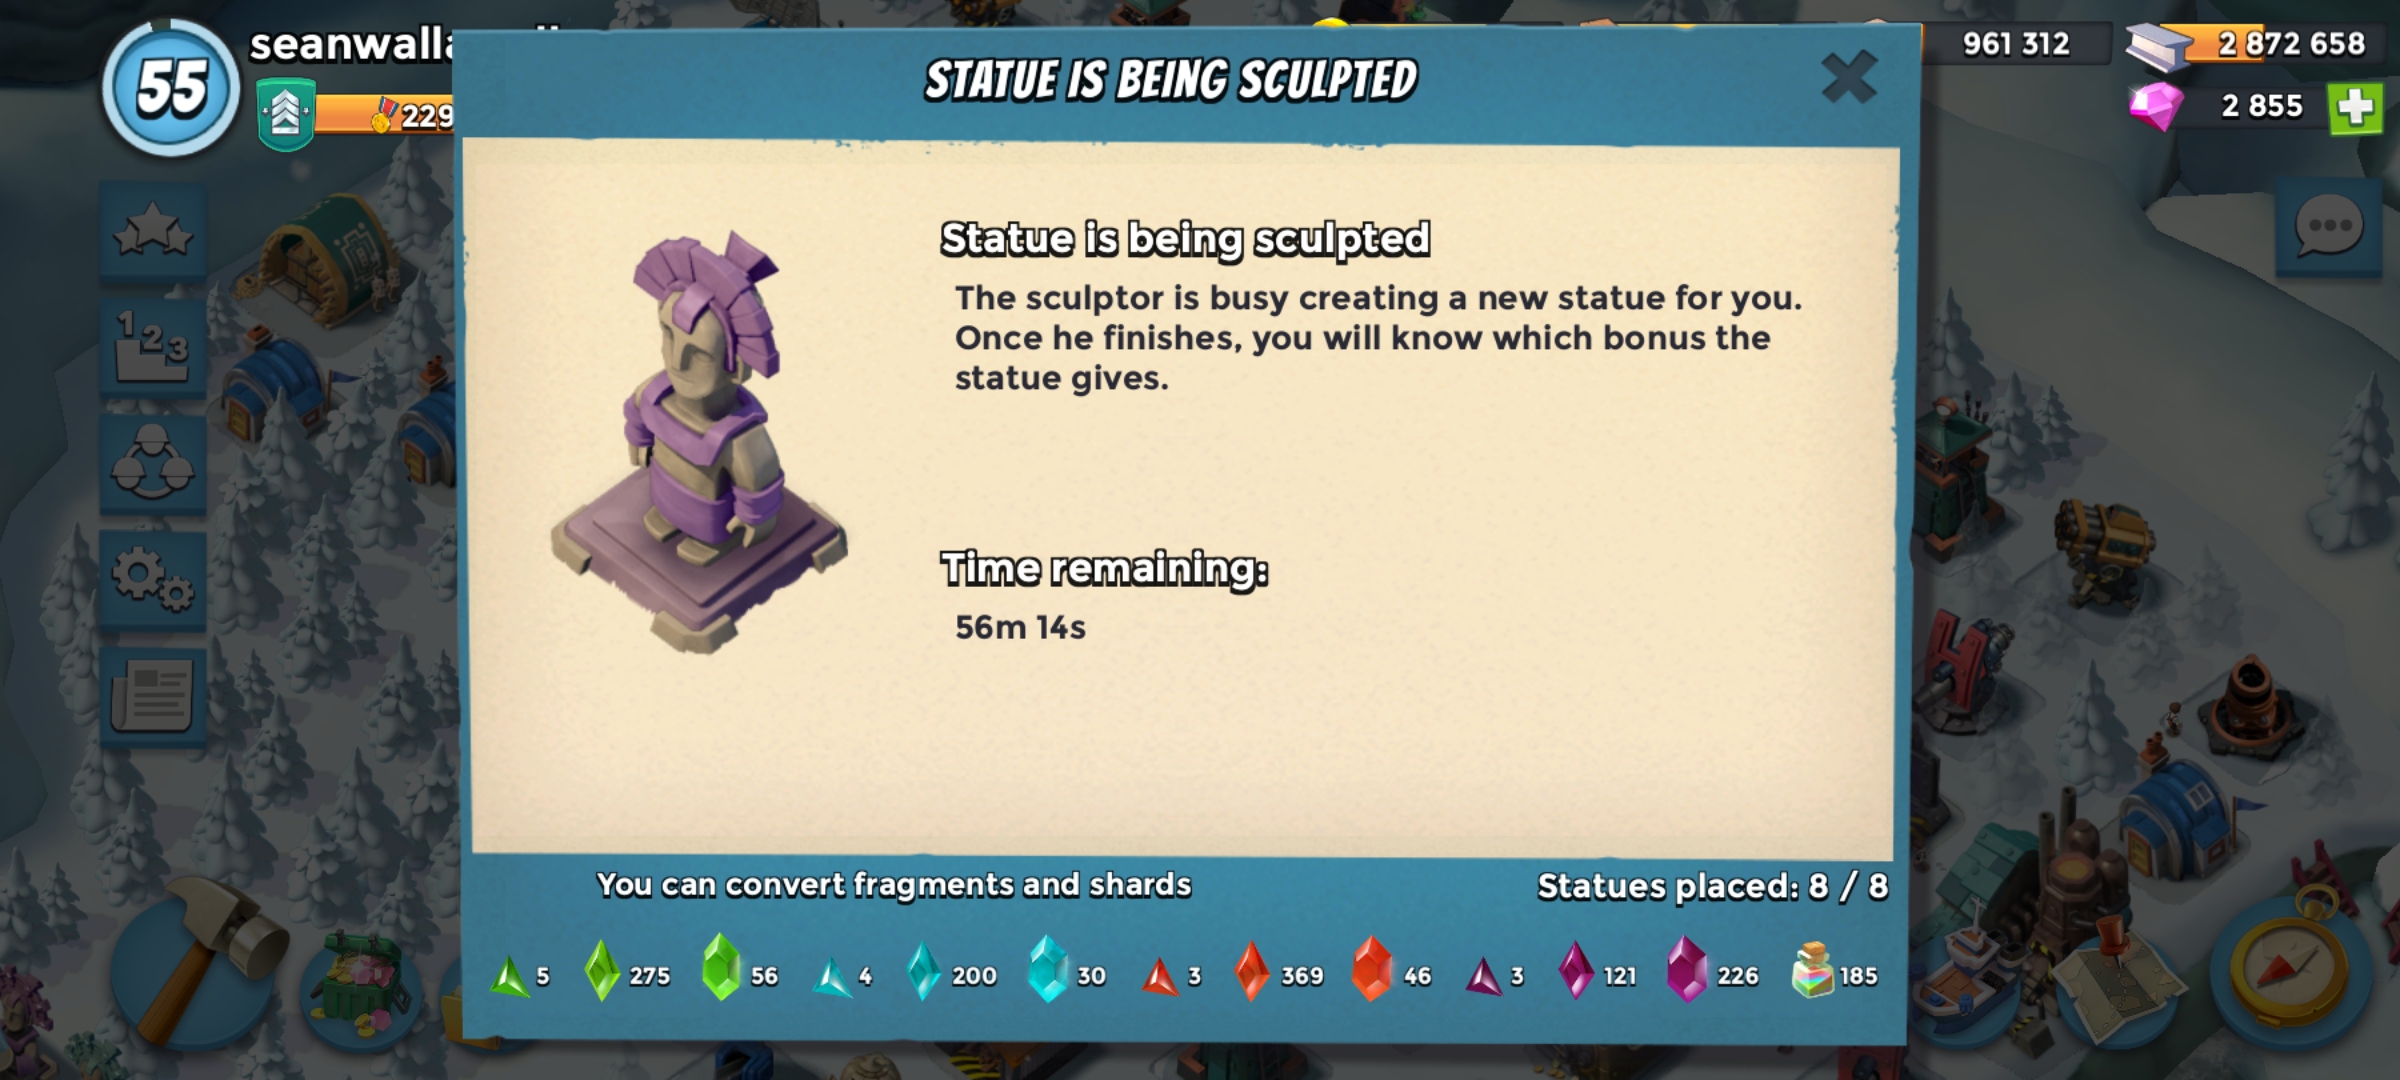 55
STATUE IS BEING SCULPTED
961 312
2 872 658
229
2 855
Statue is being sculpted
The sculptor is busy creating a new statue for you.
Once he finishes, you will know which bonus the
statue gives.
1 2 3
Time remaining:
56m 14s
You can convert fragments and shards
Statues placed: 8 / 8
5 275 56 4 200 30 3 369 46 3 121 226 185